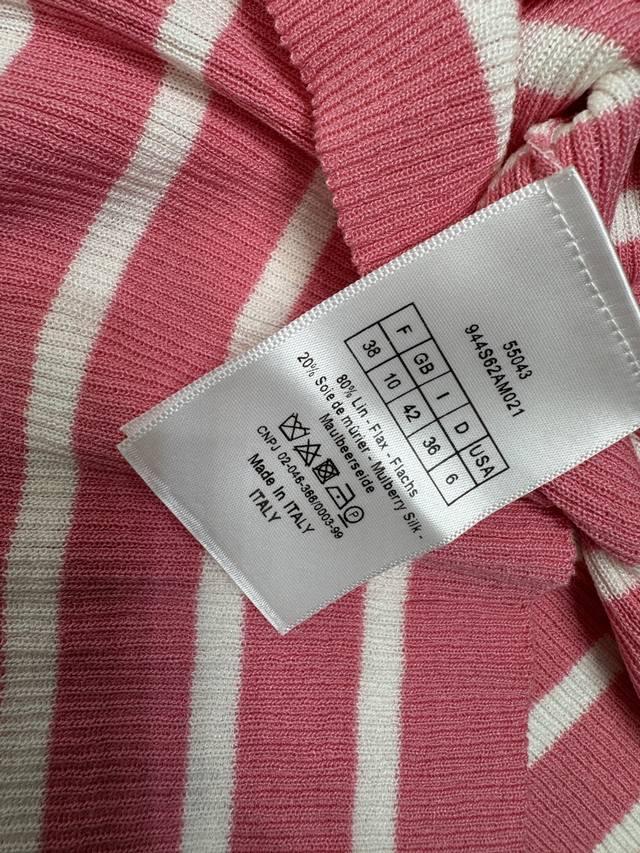 55043
944S62AM021
F GB I D USA
38 10 42 36 6
80% Lin - Flax - Flachs
20% Soie de mûrier - Mulberry Silk -
Maulbeerseide
P
CNPJ 02-046-366/0003-99
Made in ITALY
ITALY